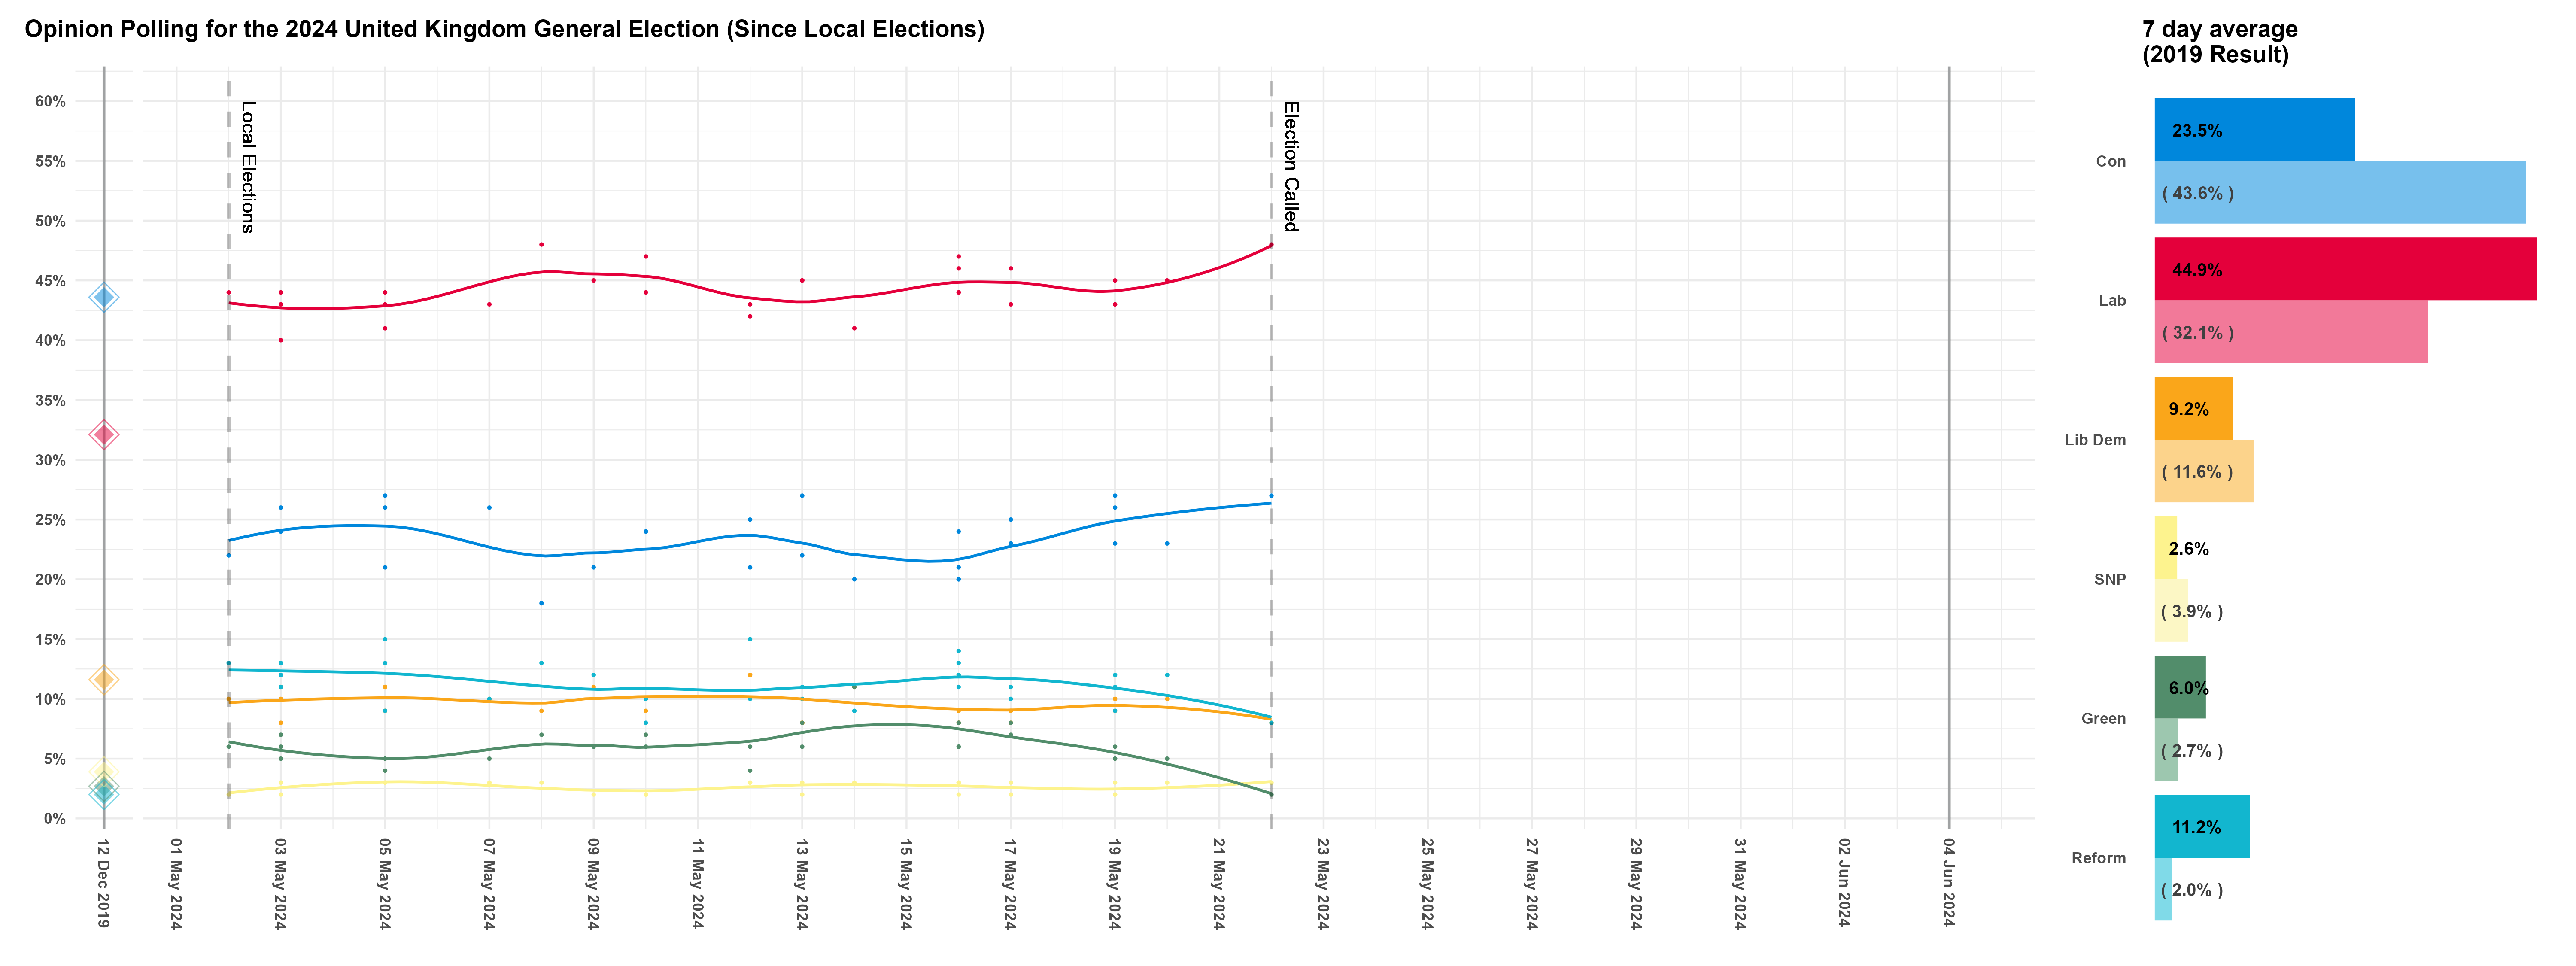 Opinion Polling for the 2024 United Kingdom General Election (Since Local Elections)
60%
55%
50%
45%
40%
35%
30%
25%
20%
15%
10%
5%
0%
Local Elections
Election Called
12 Dec 2019
01 May 2024
03 May 2024
05 May 2024
07 May 2024
09 May 2024
11 May 2024
13 May 2024
15 May 2024
17 May 2024
19 May 2024
21 May 2024
23 May 2024
25 May 2024
27 May 2024
29 May 2024
31 May 2024
02 Jun 2024
04 Jun 2024
7 day average
(2019 Result)
Con
23.5%
( 43.6% )
Lab
44.9%
( 32.1% )
Lib Dem
9.2%
( 11.6% )
SNP
2.6%
( 3.9% )
Green
6.0%
( 2.7% )
Reform
11.2%
( 2.0% )